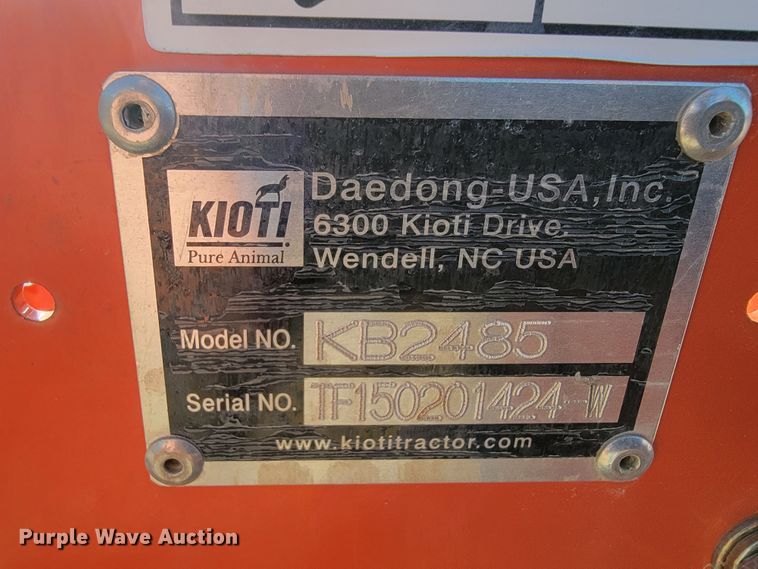 KIOTI
Pure Animal
Daedong-USA, Inc.
6300 Kioti Drive,
Wendell, NC USA
Model NO. KB2485
Serial NO. TF150201424-W
www.kiotitractor.com
Purple Wave Auction